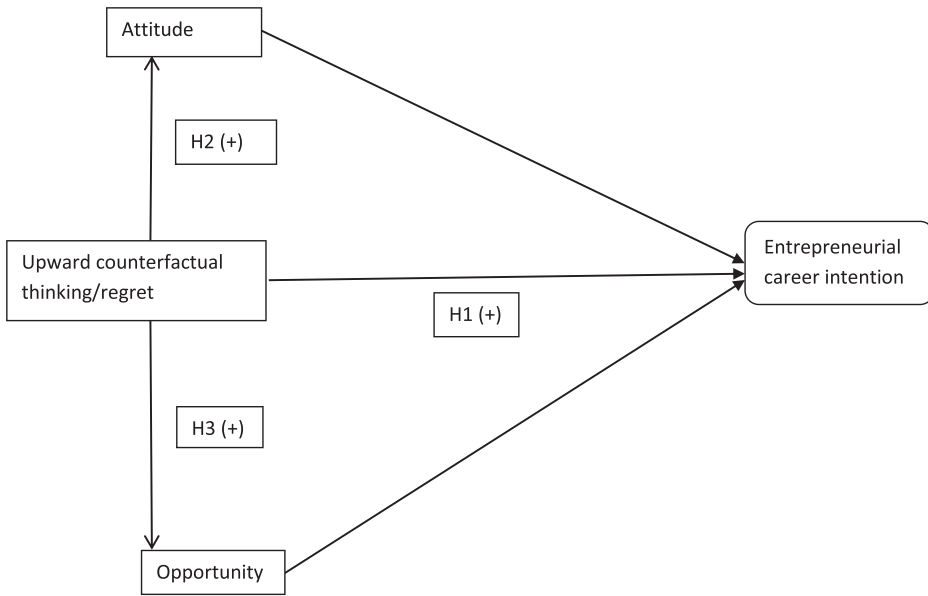 Attitude
H2 (+)
Upward counterfactual
thinking/regret
Entrepreneurial
career intention
H1 (+)
H3 (+)
Opportunity